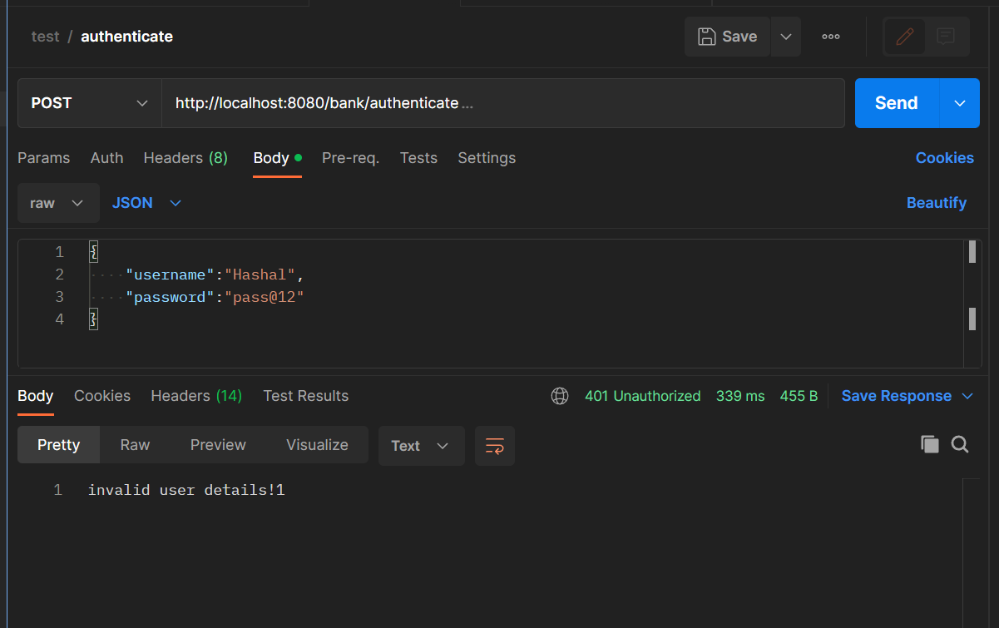 test / authenticate
Save
POST
http://localhost:8080/bank/authenticate ...
Send
Params Auth Headers (8) Body Pre-req. Tests Settings Cookies
raw JSON Beautify
1 {
2 "username":"Hashal",
3 "password":"pass@12"
4 }
Body Cookies Headers (14) Test Results 401 Unauthorized 339 ms 455 B Save Response
Pretty Raw Preview Visualize Text
1 invalid user details!1